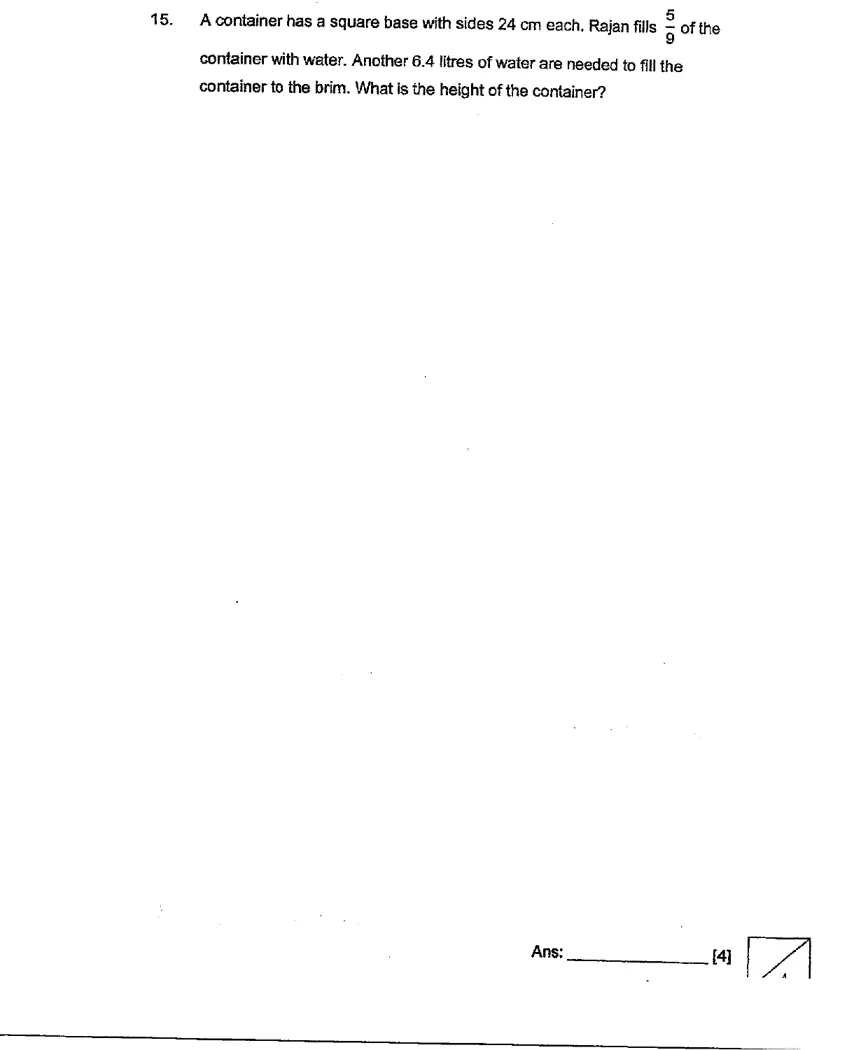 15. A container has a square base with sides 24 cm each. Rajan fills 5/9 of the
container with water. Another 6.4 litres of water are needed to fill the
container to the brim. What is the height of the container?
Ans: ____________ [4]